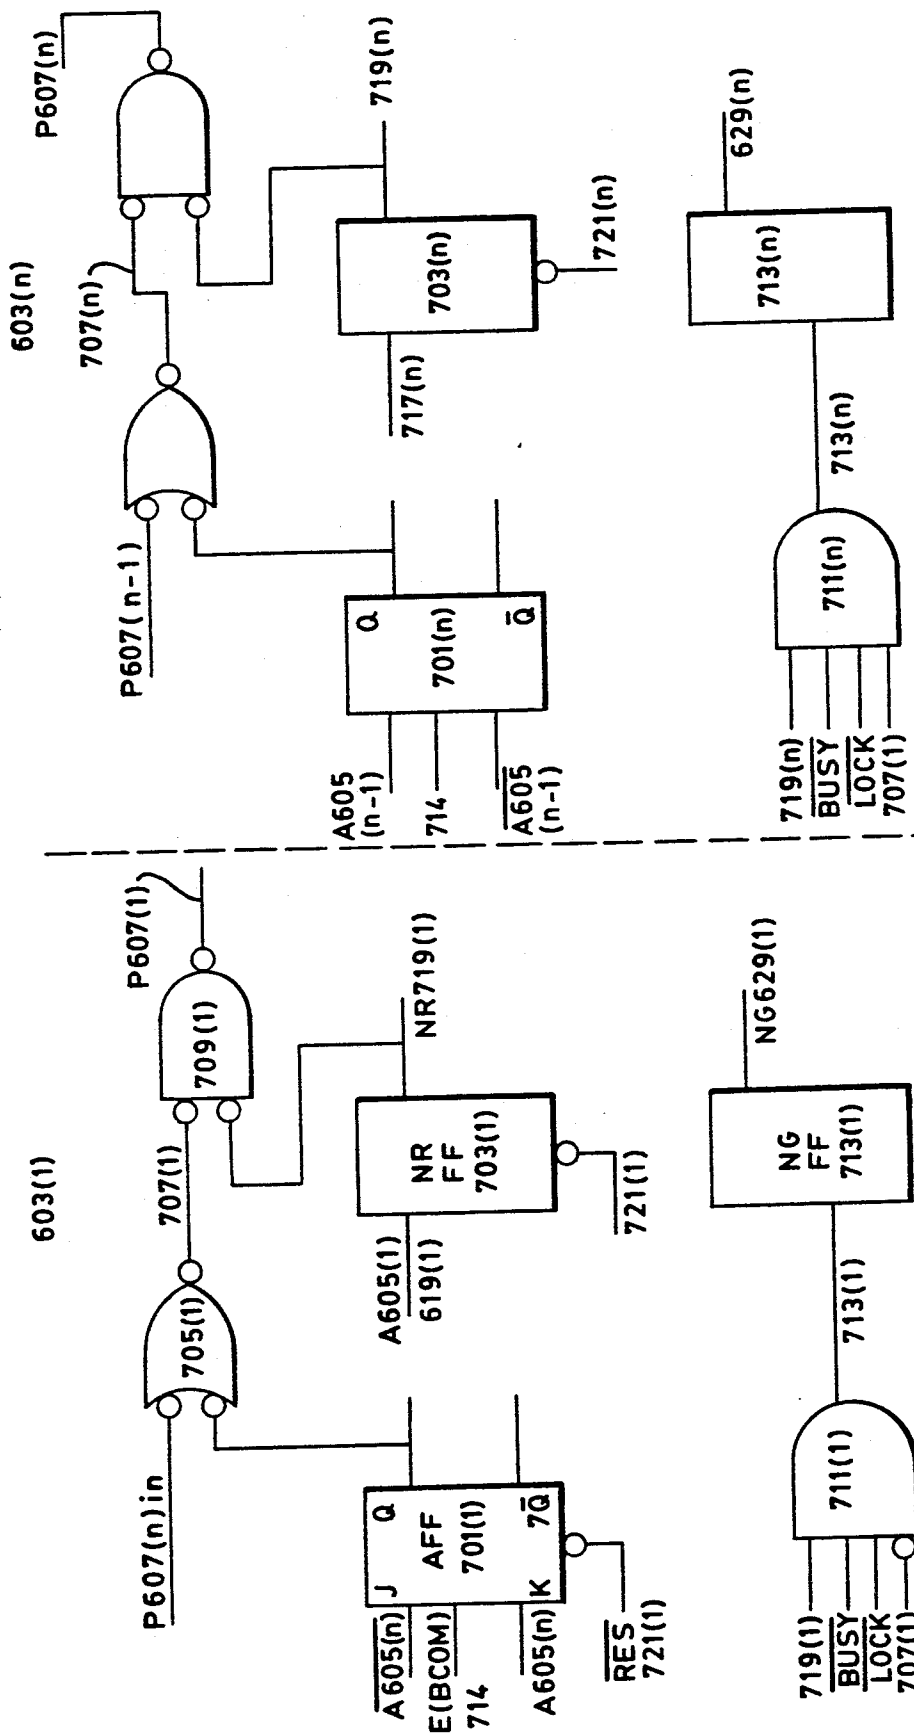 603(1)
P607(n)in
705(1)
707(1)
709(1)
P607(1)
A605(n)
E(BCOM)
714
A605(n)
J
Q
AFF
701(1)
K
7Q̅
RES
721(1)
A605(1)
619(1)
NR
FF
703(1)
NR719(1)
721(1)
719(1)
BUSY
LOCK
707(1)
711(1)
713(1)
NG
FF
713(1)
NG629(1)
603(n)
P607(n-1)
707(n)
P607(n)
A605
(n-1)
714
A605
(n-1)
Q
701(n)
Q̅
717(n)
703(n)
719(n)
721(n)
719(n)
BUSY
LOCK
707(1)
711(n)
713(n)
713(n)
629(n)